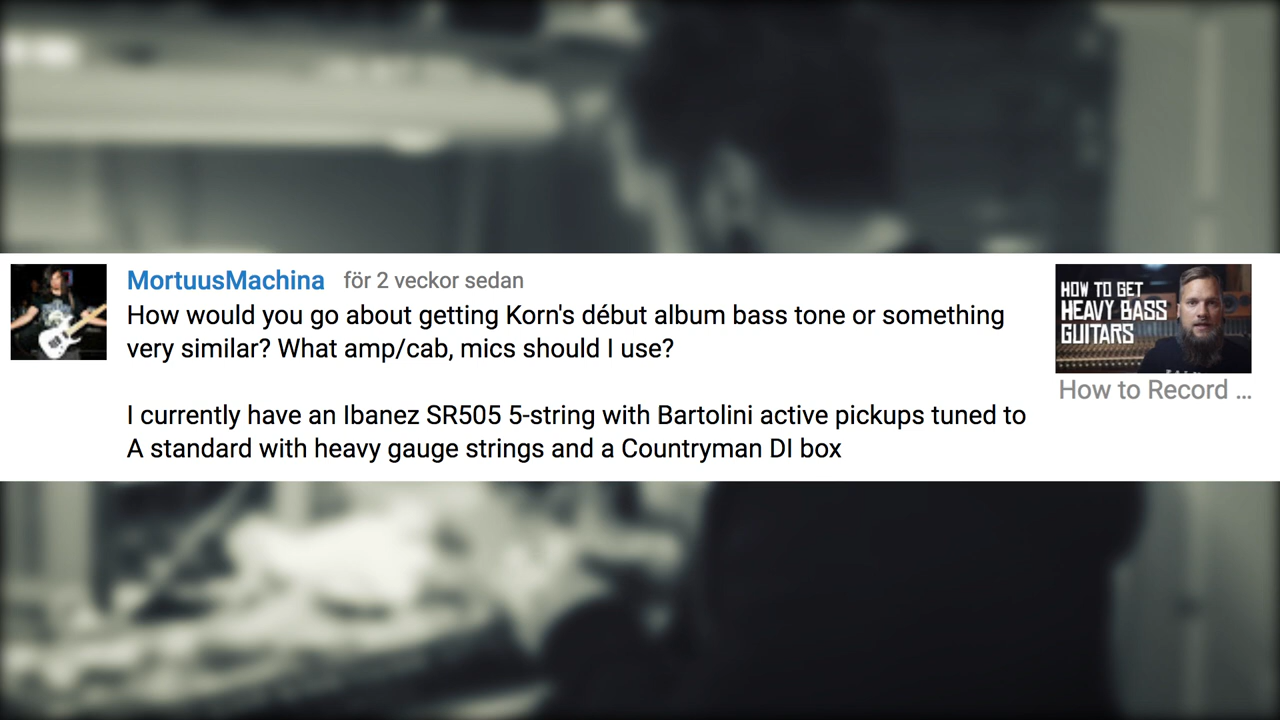 MortuusMachina för 2 veckor sedan
How would you go about getting Korn's début album bass tone or something
very similar? What amp/cab, mics should I use?
I currently have an Ibanez SR505 5-string with Bartolini active pickups tuned to
A standard with heavy gauge strings and a Countryman DI box
HOW TO GET
HEAVY BASS
GUITARS
How to Record ...